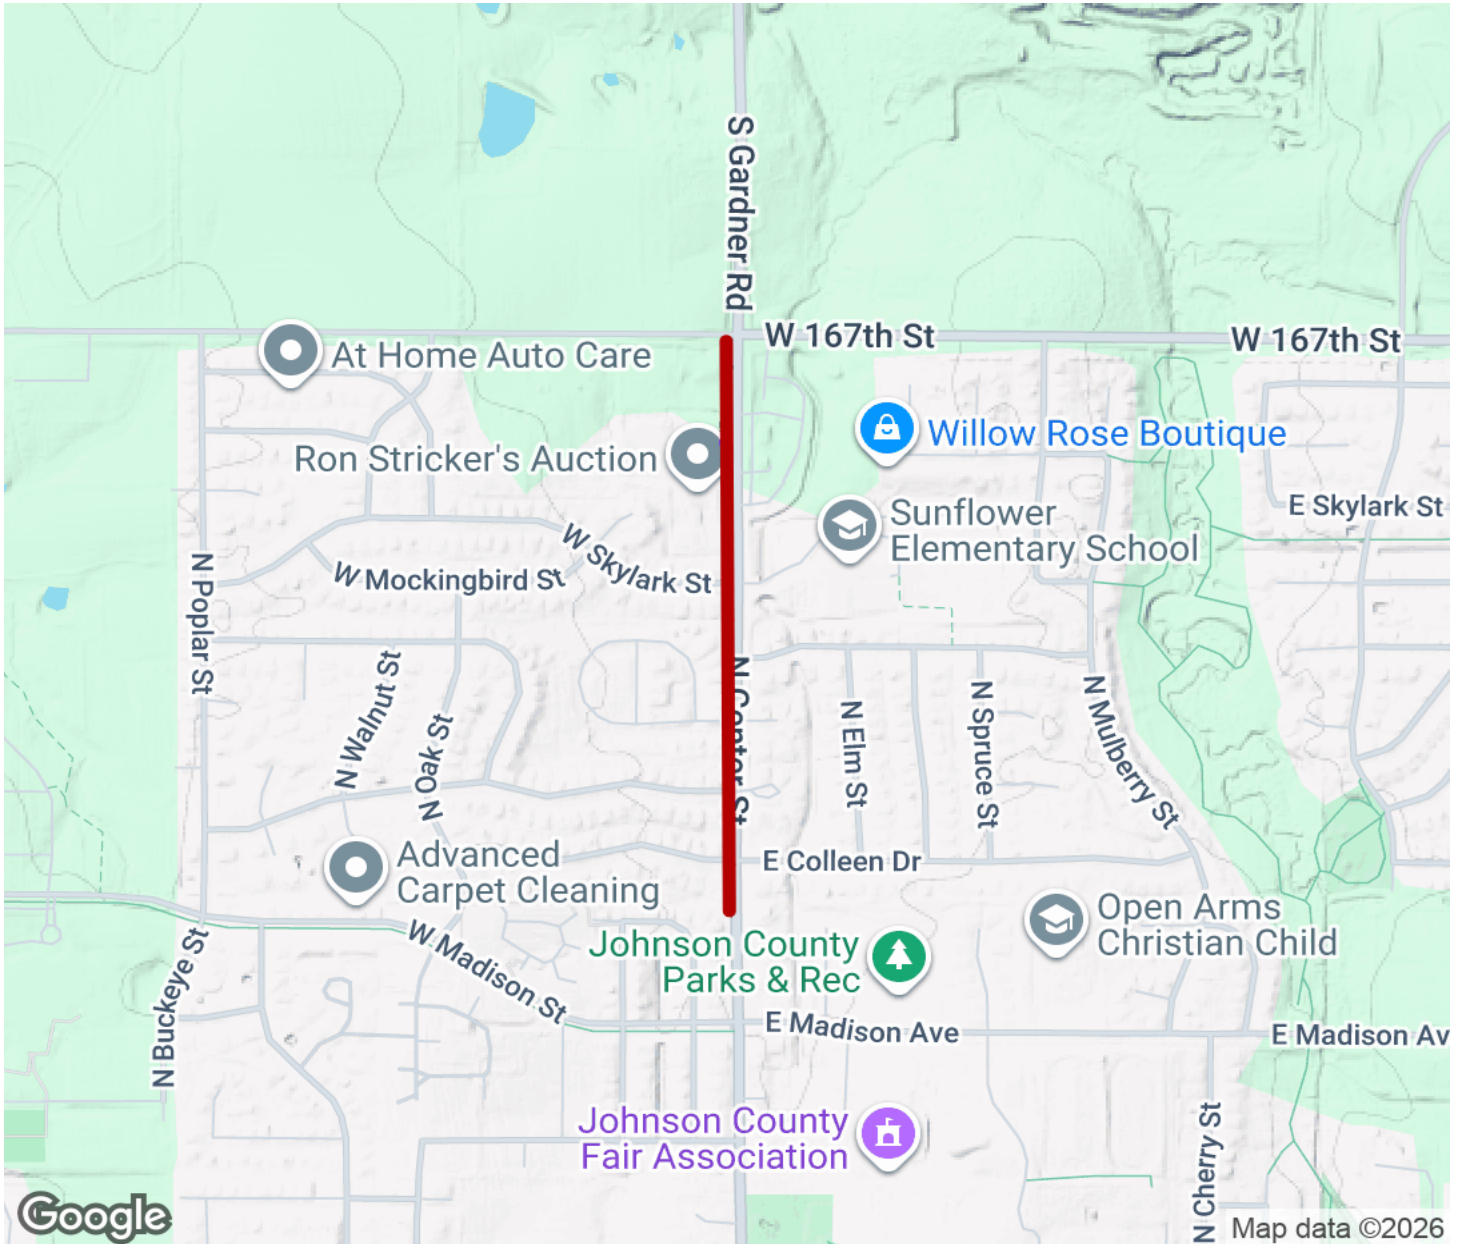 S Gardner Rd
W 167th St
W 167th St
At Home Auto Care
Willow Rose Boutique
Ron Stricker's Auction
E Skylark St
Sunflower
Elementary School
W Skylark St
W Mockingbird St
N Poplar St
N Walnut St
N Oak St
N Center St
N Elm St
N Spruce St
N Mulberry St
E Colleen Dr
Advanced
Carpet Cleaning
Open Arms
Christian Child
Johnson County
Parks & Rec
W Madison St
N Buckeye St
E Madison Ave
E Madison Av
Johnson County
Fair Association
N Cherry St
Google
Map data ©2026